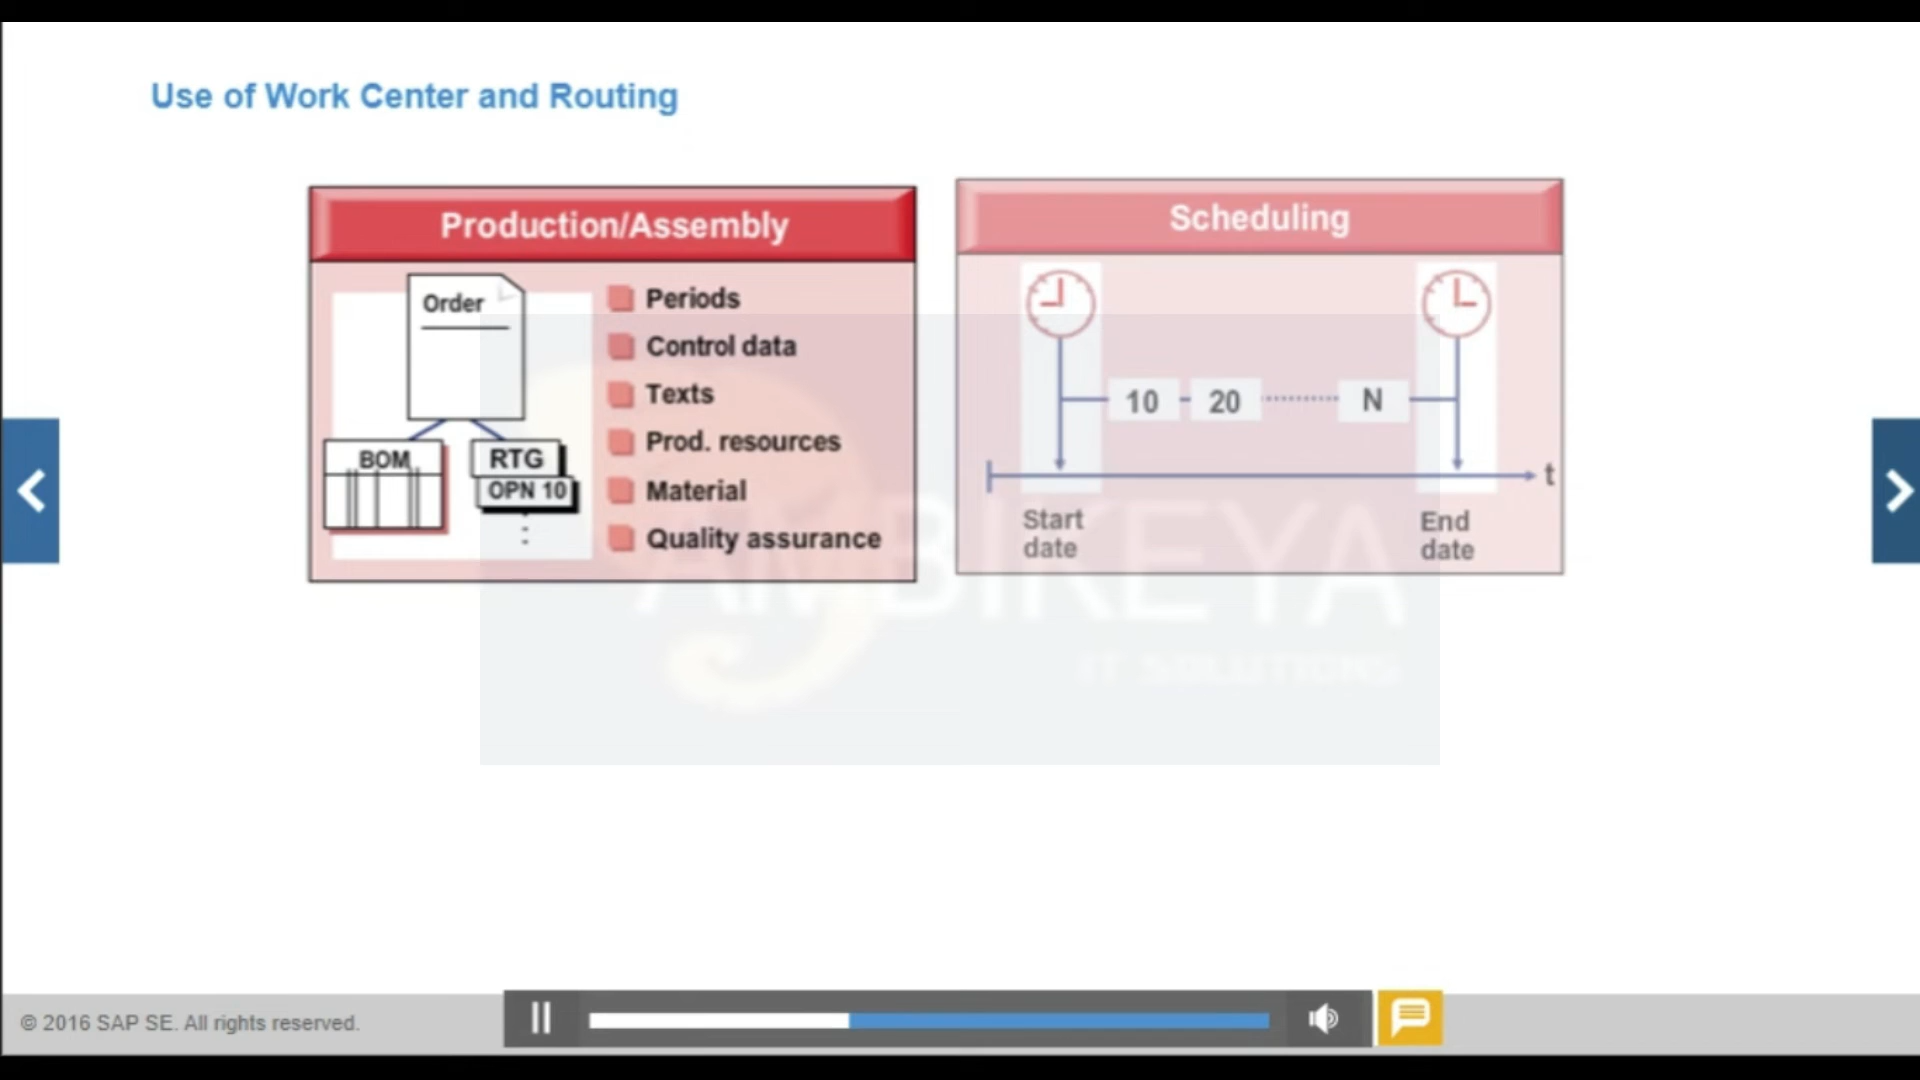 Use of Work Center and Routing
Production/Assembly
Order
BOM
RTG
OPN 10
Periods
Control data
Texts
Prod. resources
Material
Quality assurance
Scheduling
10
20
N
t
Start
date
End
date
AMBIKEYA
IT SOLUTIONS
© 2016 SAP SE. All rights reserved.